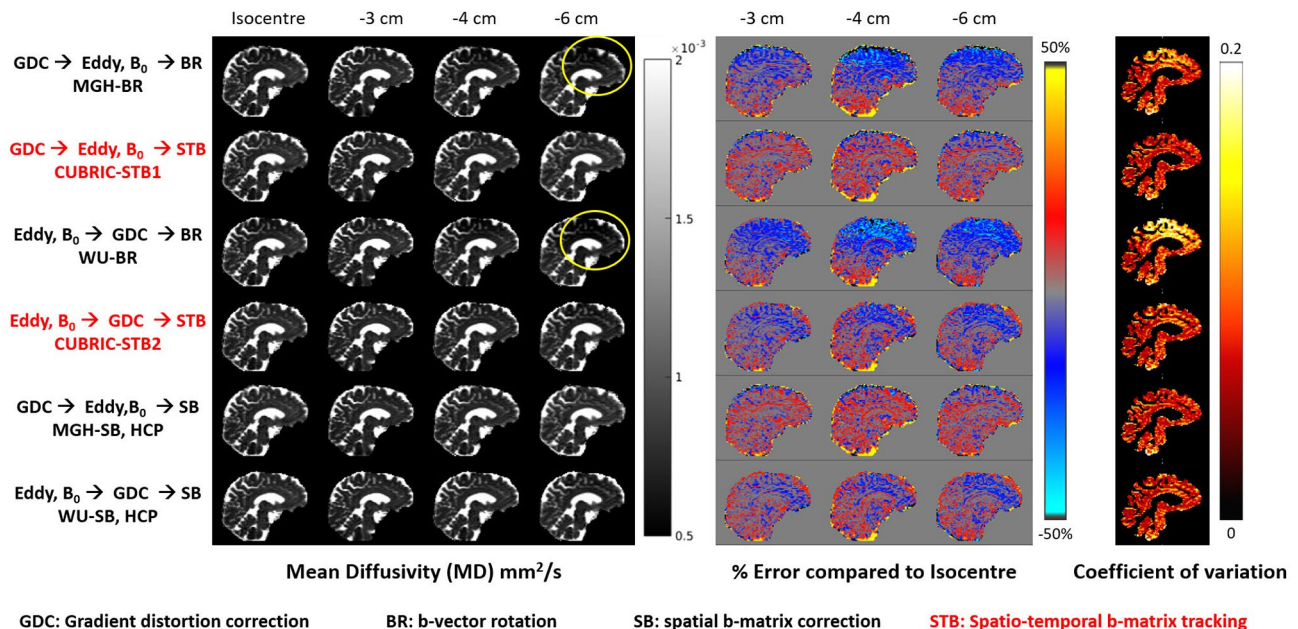 Isocentre -3 cm -4 cm -6 cm -3 cm -4 cm -6 cm
GDC → Eddy, B₀ → BR
MGH-BR
GDC → Eddy, B₀ → STB
CUBRIC-STB1
Eddy, B₀ → GDC → BR
WU-BR
Eddy, B₀ → GDC → STB
CUBRIC-STB2
GDC → Eddy,B₀ → SB
MGH-SB, HCP
Eddy, B₀ → GDC → SB
WU-SB, HCP
×10⁻³
2
1.5
1
0.5
50%
-50%
0.2
0
Mean Diffusivity (MD) mm²/s
% Error compared to Isocentre
Coefficient of variation
GDC: Gradient distortion correction BR: b-vector rotation SB: spatial b-matrix correction STB: Spatio-temporal b-matrix tracking